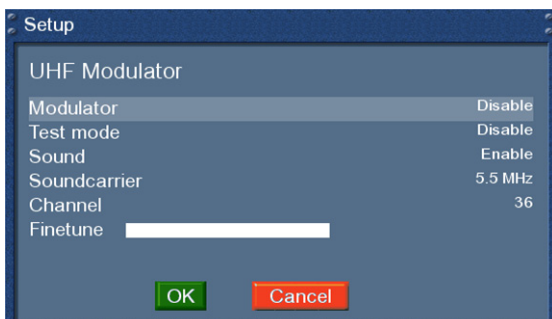 Setup
UHF Modulator
Modulator Disable
Test mode Disable
Sound Enable
Soundcarrier 5.5 MHz
Channel 36
Finetune
OK Cancel